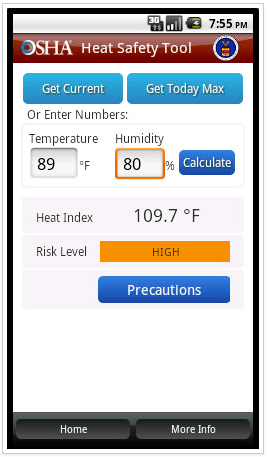 3G 7:55 PM
OSHA Heat Safety Tool
Get Current Get Today Max
Or Enter Numbers:
Temperature Humidity
89 °F 80 % Calculate
Heat Index 109.7 °F
Risk Level HIGH
Precautions
Home More Info